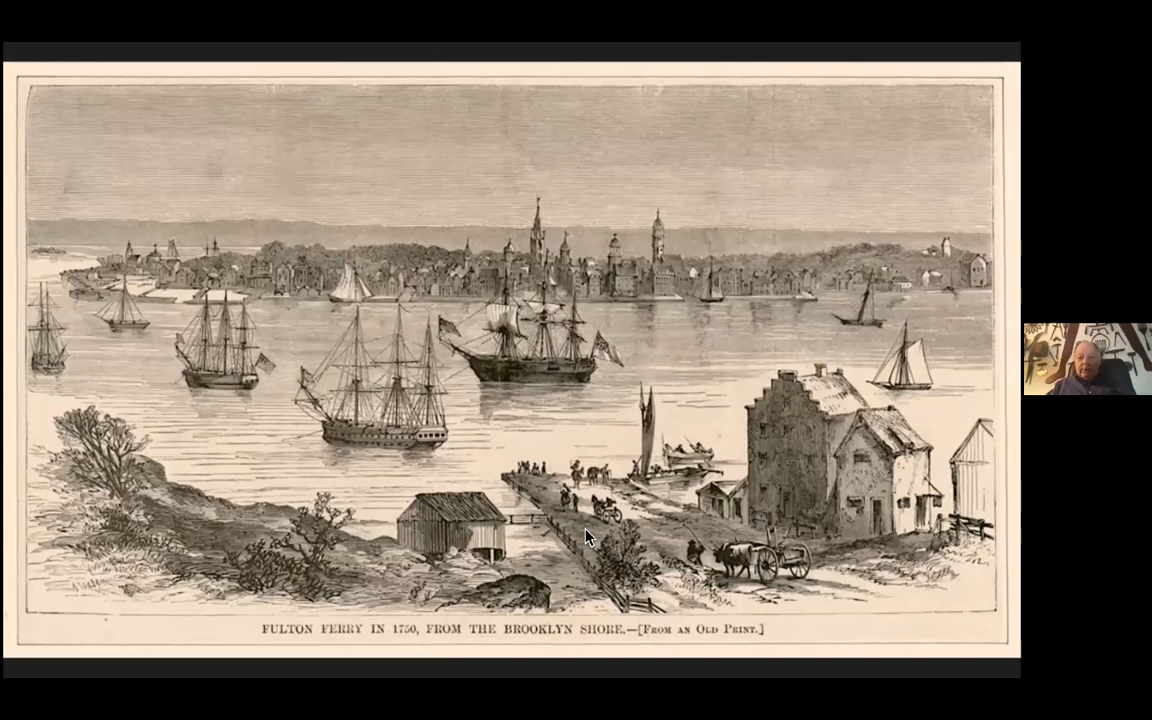 FULTON FERRY IN 1750, FROM THE BROOKLYN SHORE.—[FROM AN OLD PRINT.]